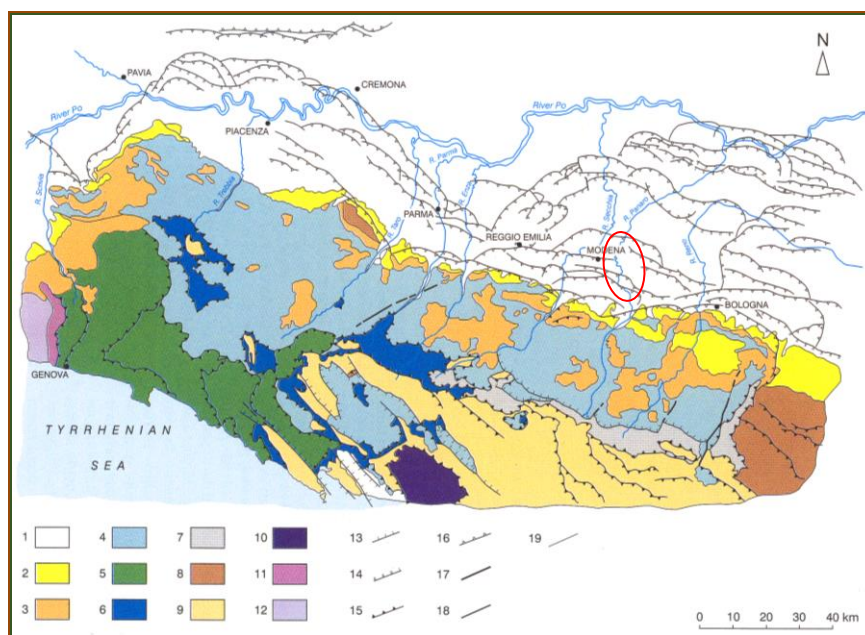 N
PAVIA
CREMONA
River Po
River Po
PIACENZA
R. Scrivia
R. Trebbia
R. Parma
R. Enza
R. Taro
PARMA
R. Secchia
R. Panaro
REGGIO EMILIA
MODENA
R. Reno
BOLOGNA
GENOVA
TYRRHENIAN
SEA
1 4 7 10 13 16 19
2 5 8 11 14 17
3 6 9 12 15 18
0 10 20 30 40 km